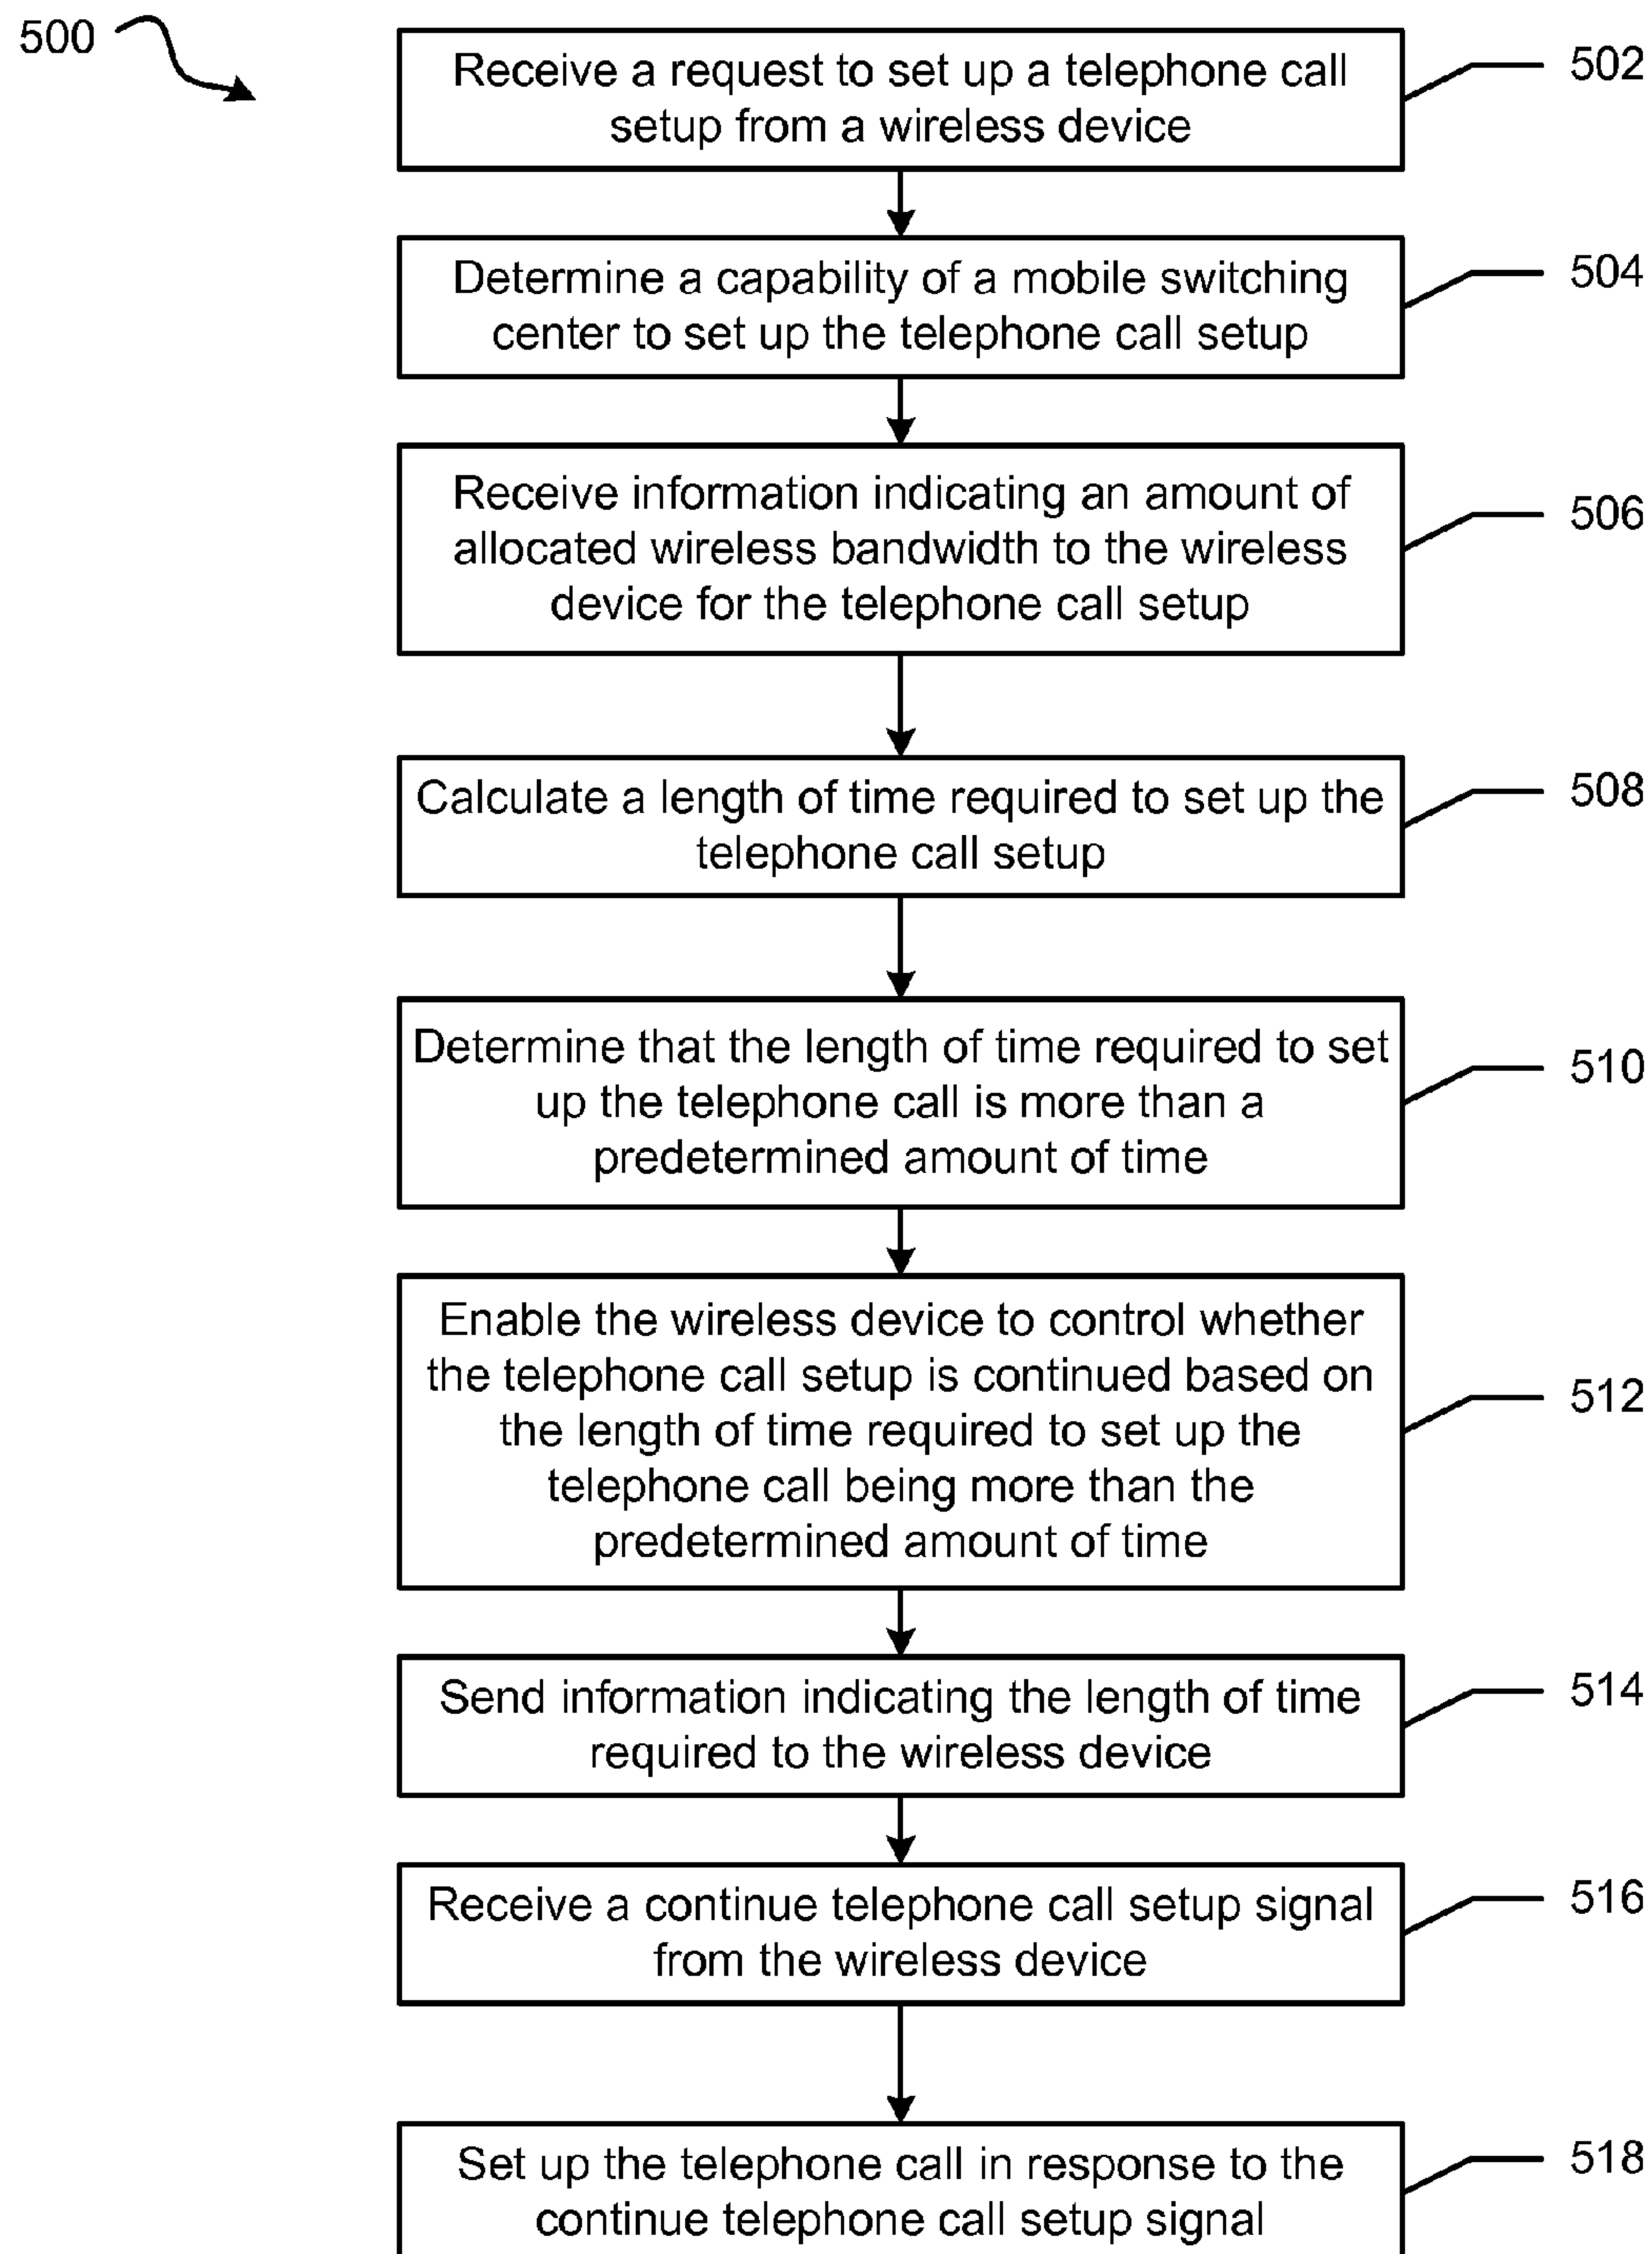 500
Receive a request to set up a telephone call
setup from a wireless device
502
Determine a capability of a mobile switching
center to set up the telephone call setup
504
Receive information indicating an amount of
allocated wireless bandwidth to the wireless
device for the telephone call setup
506
Calculate a length of time required to set up the
telephone call setup
508
Determine that the length of time required to set
up the telephone call is more than a
predetermined amount of time
510
Enable the wireless device to control whether
the telephone call setup is continued based on
the length of time required to set up the
telephone call being more than the
predetermined amount of time
512
Send information indicating the length of time
required to the wireless device
514
Receive a continue telephone call setup signal
from the wireless device
516
Set up the telephone call in response to the
continue telephone call setup signal
518